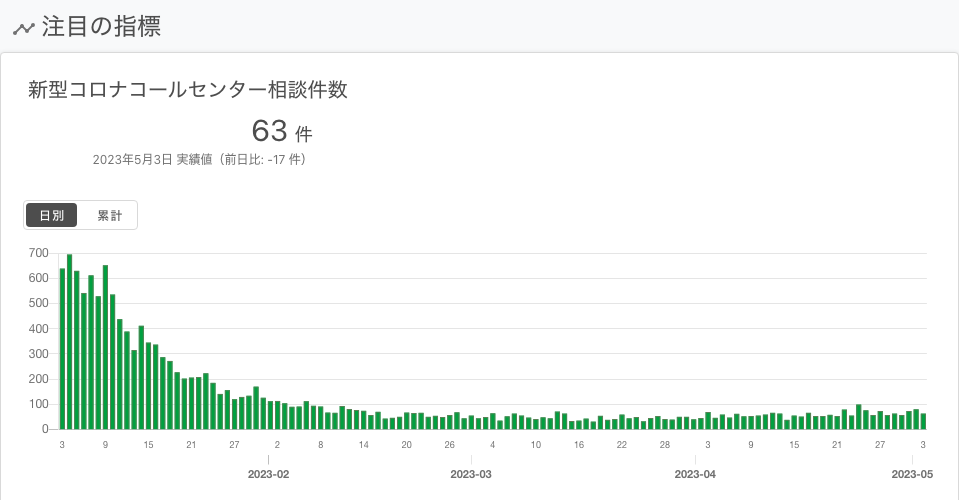 注目の指標
新型コロナコールセンター相談件数
63 件
2023年5月3日 実績値（前日比: -17 件）
日別 累計
700
600
500
400
300
200
100
0
3 9 15 21 27 2 8 14 20 26 4 10 16 22 28 3 9 15 21 27 3
2023-02 2023-03 2023-04 2023-05